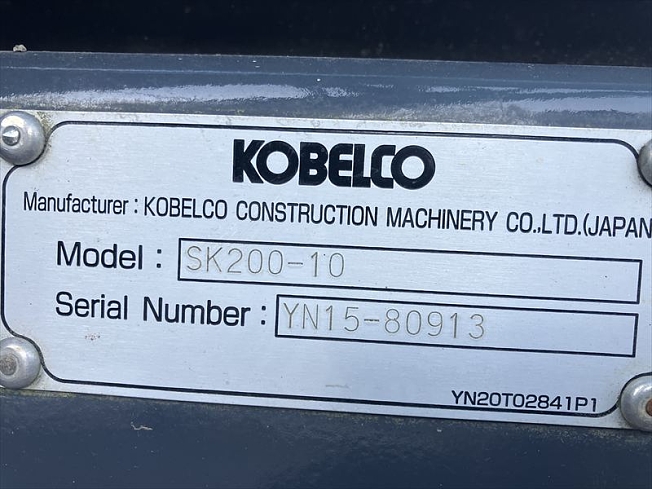 KOBELCO
Manufacturer : KOBELCO CONSTRUCTION MACHINERY CO.,LTD.(JAPAN
Model : SK200-10
Serial Number : YN15-80913
YN20T02841P1